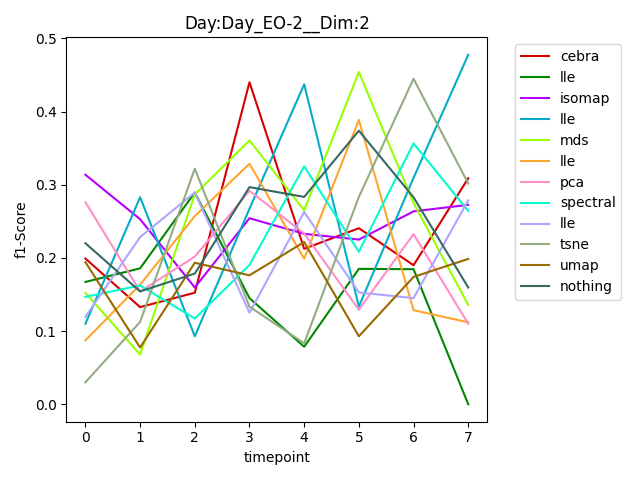 Day:Day_EO-2__Dim:2
f1-Score
0.5
0.4
0.3
0.2
0.1
0.0
0 1 2 3 4 5 6 7
timepoint
cebra
lle
isomap
lle
mds
lle
pca
spectral
lle
tsne
umap
nothing